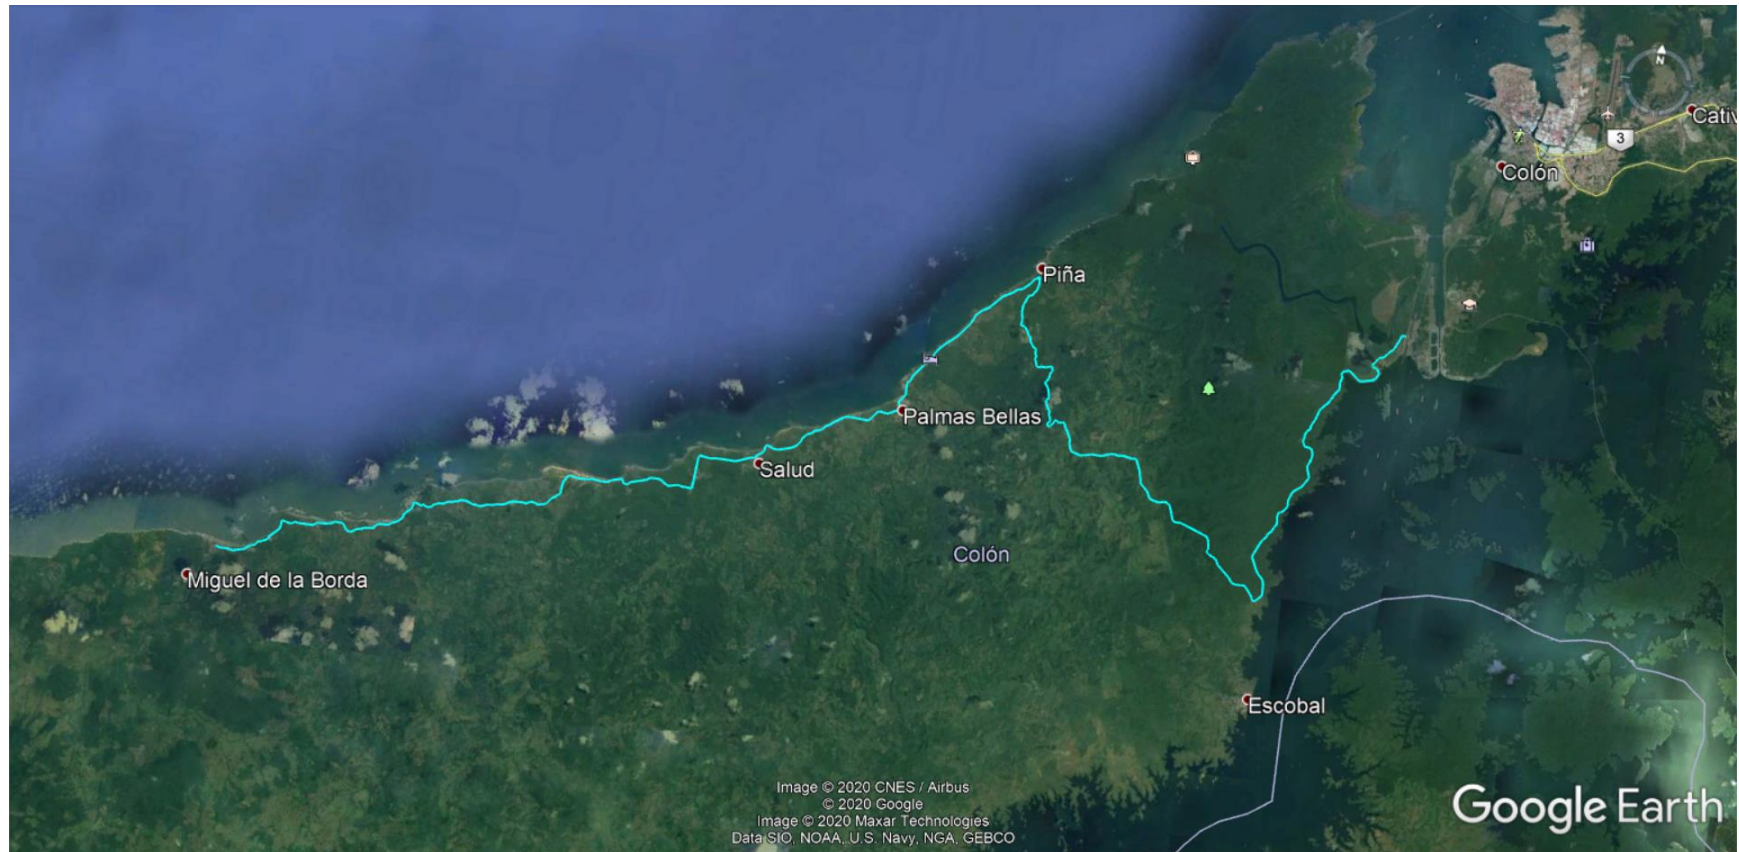 N
Cativ
3
Colón
Piña
Palmas Bellas
Salud
Colón
Miguel de la Borda
Escobal
Image © 2020 CNES / Airbus
© 2020 Google
Image © 2020 Maxar Technologies
Data SIO, NOAA, U.S. Navy, NGA, GEBCO
Google Earth